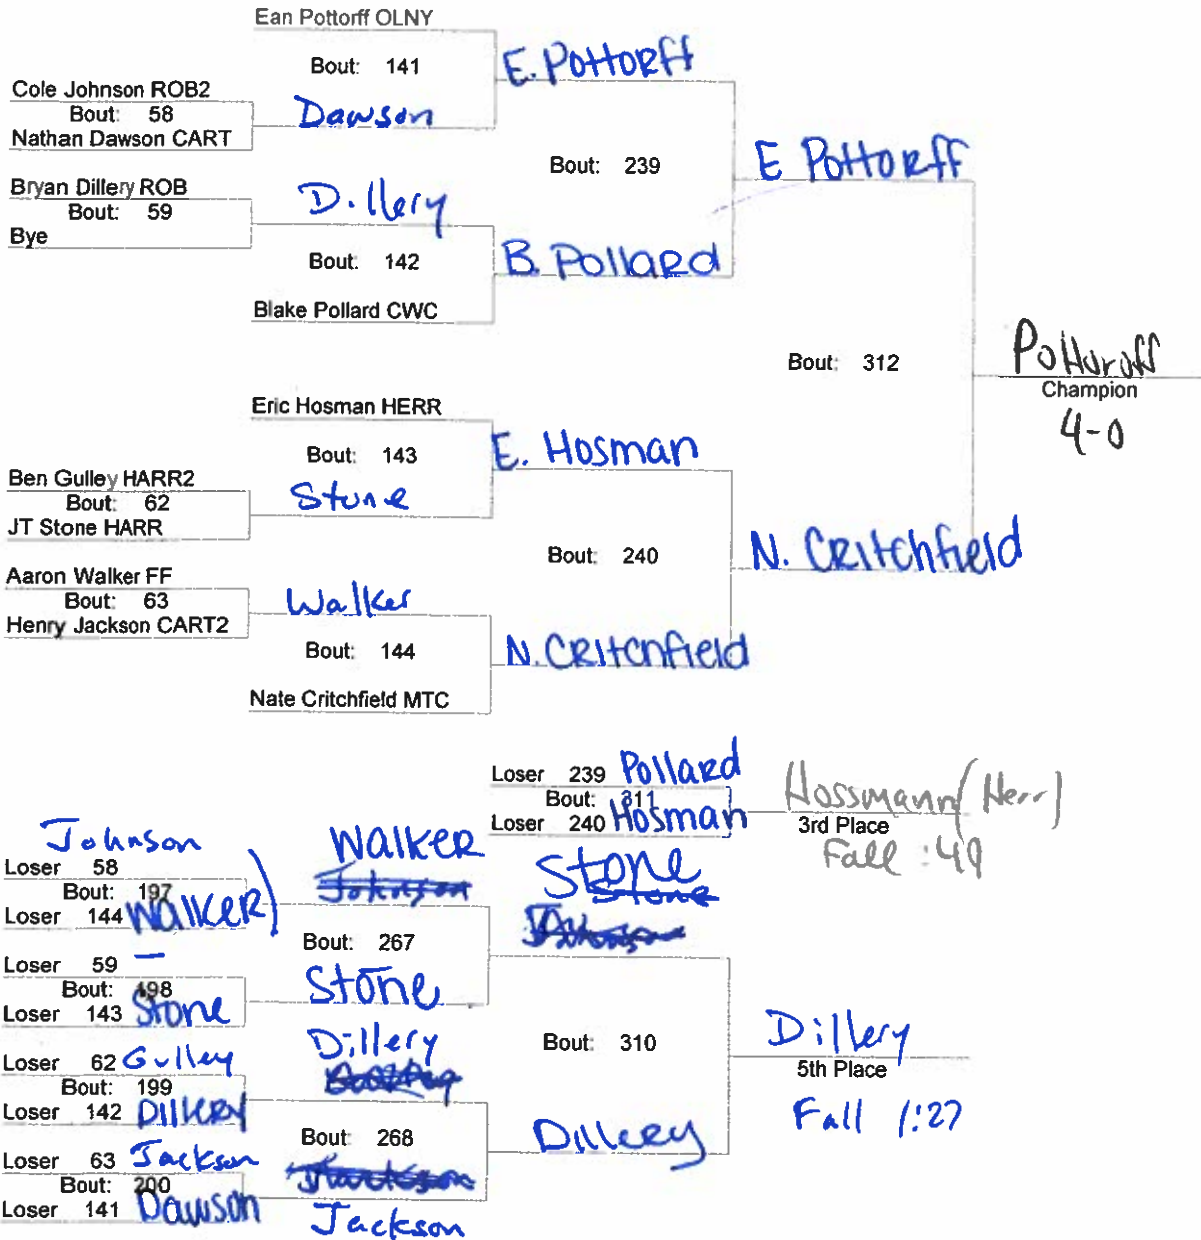 Ean Pottorff OLNY
Bout: 141
E. Pottorff
Cole Johnson ROB2
Bout: 58
Nathan Dawson CART
Dawson
Bout: 239
E Pottorff
Bryan Dillery ROB
Bout: 59
Bye
Dillery
Bout: 142
B. Pollard
Blake Pollard CWC
Bout: 312
Potturoff
Champion
4-0
Eric Hosman HERR
Bout: 143
E. Hosman
Ben Gulley HARR2
Bout: 62
JT Stone HARR
Stone
Bout: 240
N. Critchfield
Aaron Walker FF
Bout: 63
Henry Jackson CART2
Walker
Bout: 144
N. Critchfield
Nate Critchfield MTC
Loser 239 Pollard
Bout: 311
Loser 240 Hosman
Hossmann (Herr)
3rd Place
Fall :49
Johnson
Loser 58
Bout: 197
Loser 144 Walker
Walker
Johnson
Bout: 267
Stone
Stone
Johnson
Loser 59 —
Bout: 198
Loser 143 Stone
Stone
Bout: 310
Dillery
5th Place
Fall 1:27
Loser 62 Gulley
Bout: 199
Loser 142 Dillery
Dillery
Bout: 268
Dillery
Loser 63 Jackson
Bout: 200
Loser 141 Dawson
Jackson
Jackson